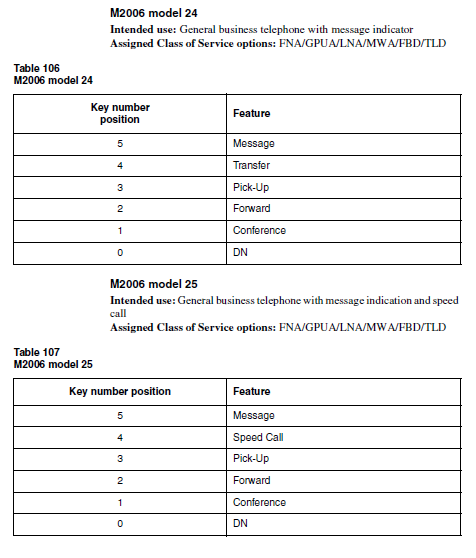 M2006 model 24
Intended use: General business telephone with message indicator
Assigned Class of Service options: FNA/GPUA/LNA/MWA/FBD/TLD
Table 106
M2006 model 24
Key number position Feature
5 Message
4 Transfer
3 Pick-Up
2 Forward
1 Conference
0 DN
M2006 model 25
Intended use: General business telephone with message indication and speed
call
Assigned Class of Service options: FNA/GPUA/LNA/MWA/FBD/TLD
Table 107
M2006 model 25
Key number position Feature
5 Message
4 Speed Call
3 Pick-Up
2 Forward
1 Conference
0 DN